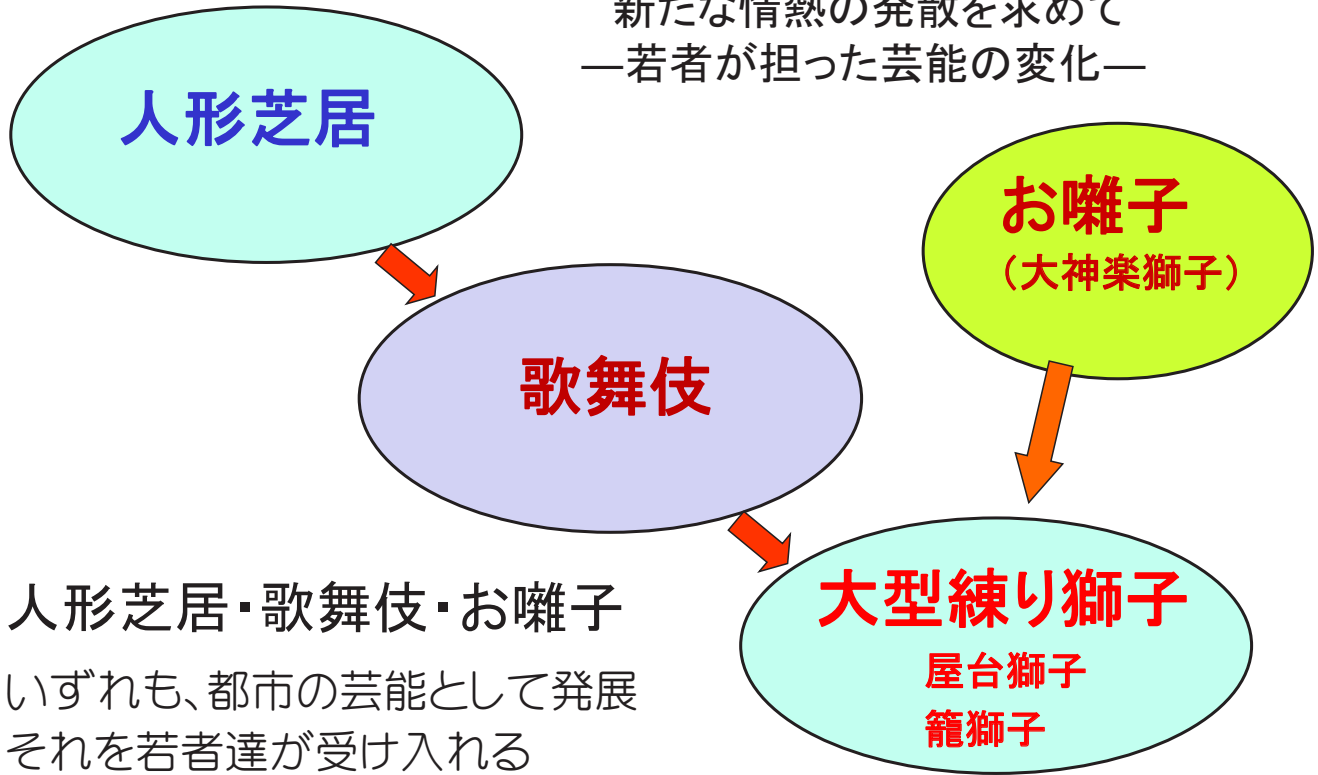 新たな情熱の発散を求めて
―若者が担った芸能の変化―
人形芝居
お囃子
（大神楽獅子）
歌舞伎
大型練り獅子
屋台獅子
籠獅子
人形芝居・歌舞伎・お囃子
いずれも、都市の芸能として発展
それを若者達が受け入れる